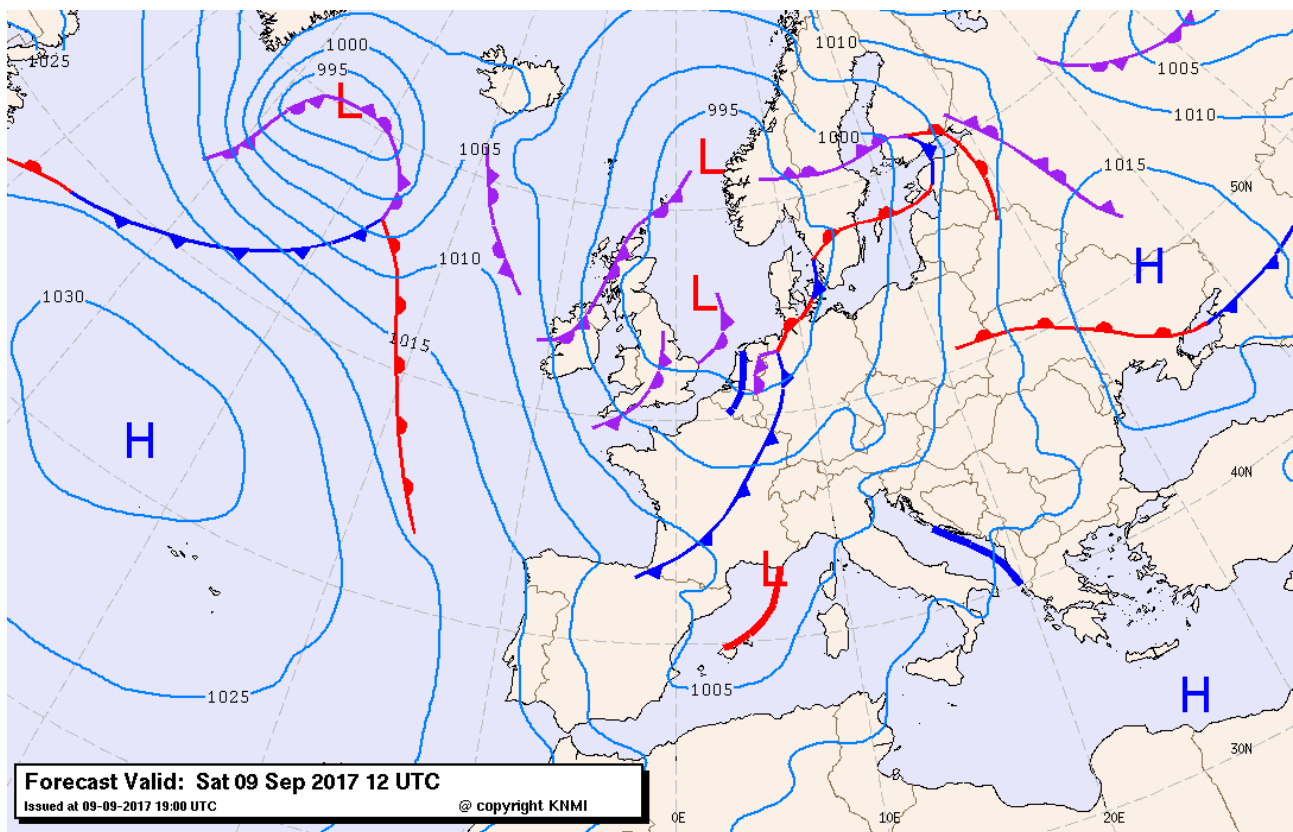 1025
1000
995
L
1005
1010
1015
1030
H
1025
995
L
1000
1010
L
1005
1010
1015
50N
H
40N
L
1005
H
30N
Forecast Valid: Sat 09 Sep 2017 12 UTC
Issued at 09-09-2017 19:00 UTC @ copyright KNMI
0E
10E
20E